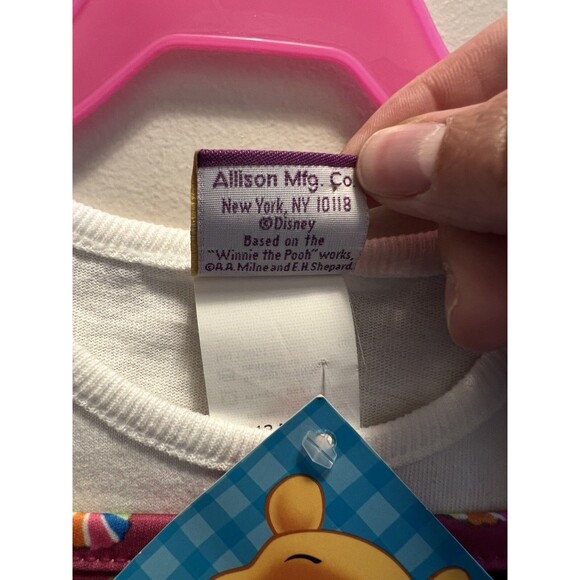 Allison Mfg. Co
New York, NY 10118
©Disney
Based on the
"Winnie the Pooh" works,
©A.A. Milne and E.H. Shepard.